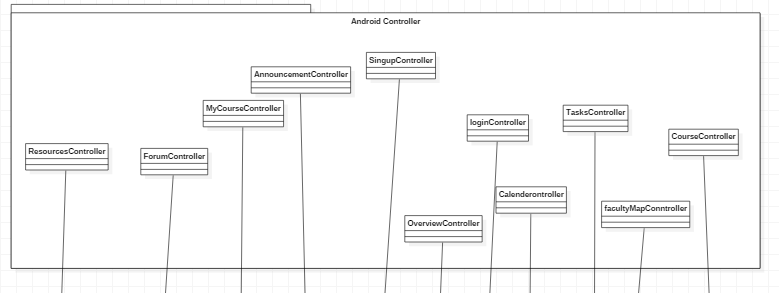 Android Controller
SingupController
AnnouncementController
MyCourseController
TasksController
loginController
CourseController
ResourcesController
ForumController
Calenderontroller
facultyMapConntroller
OverviewController